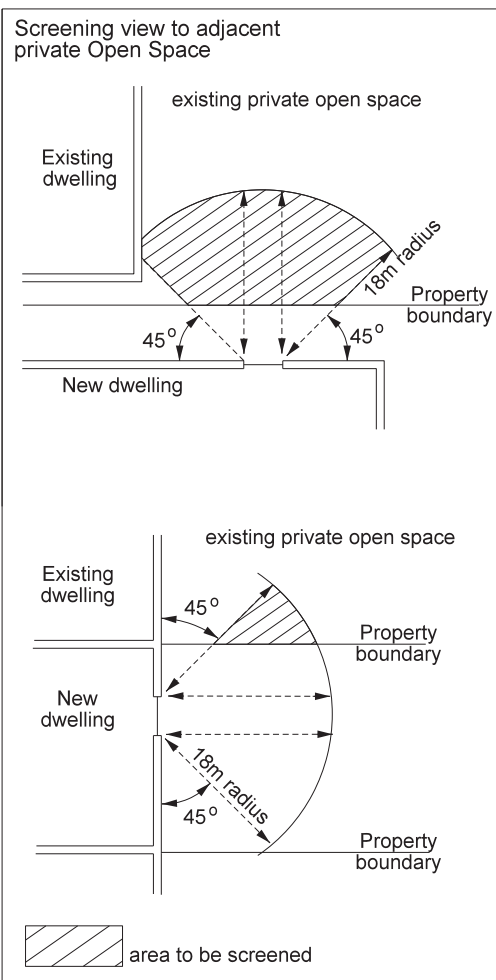 Screening view to adjacent
private Open Space
existing private open space
Existing
dwelling
18m radius
Property
boundary
45°
45°
New dwelling
existing private open space
Existing
dwelling
45°
Property
boundary
New
dwelling
18m radius
45°
Property
boundary
area to be screened